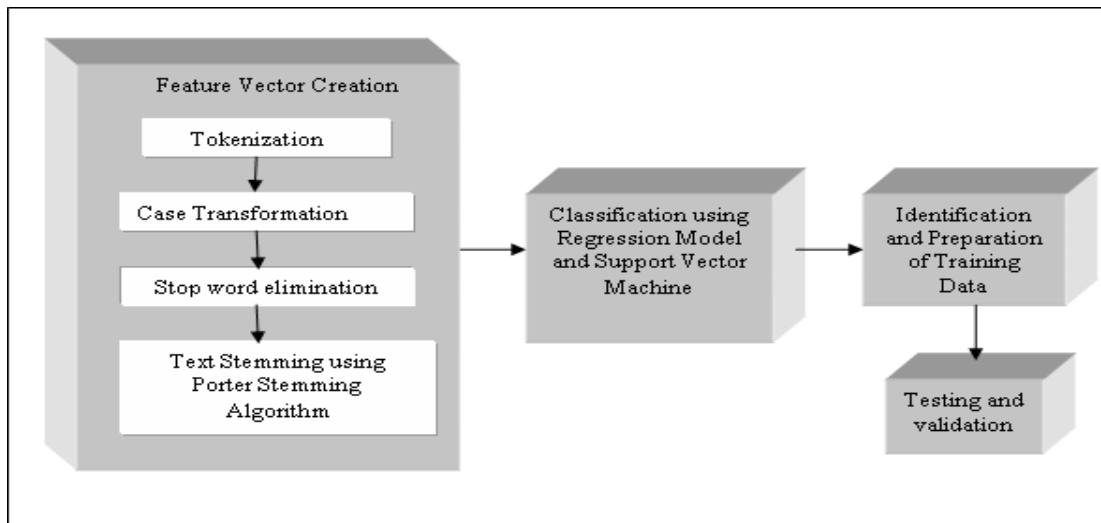 Feature Vector Creation
Tokenization
Case Transformation
Stop word elimination
Text Stemming using
Porter Stemming
Algorithm
Classification using
Regression Model
and Support Vector
Machine
Identification
and Preparation
of Training
Data
Testing and
validation